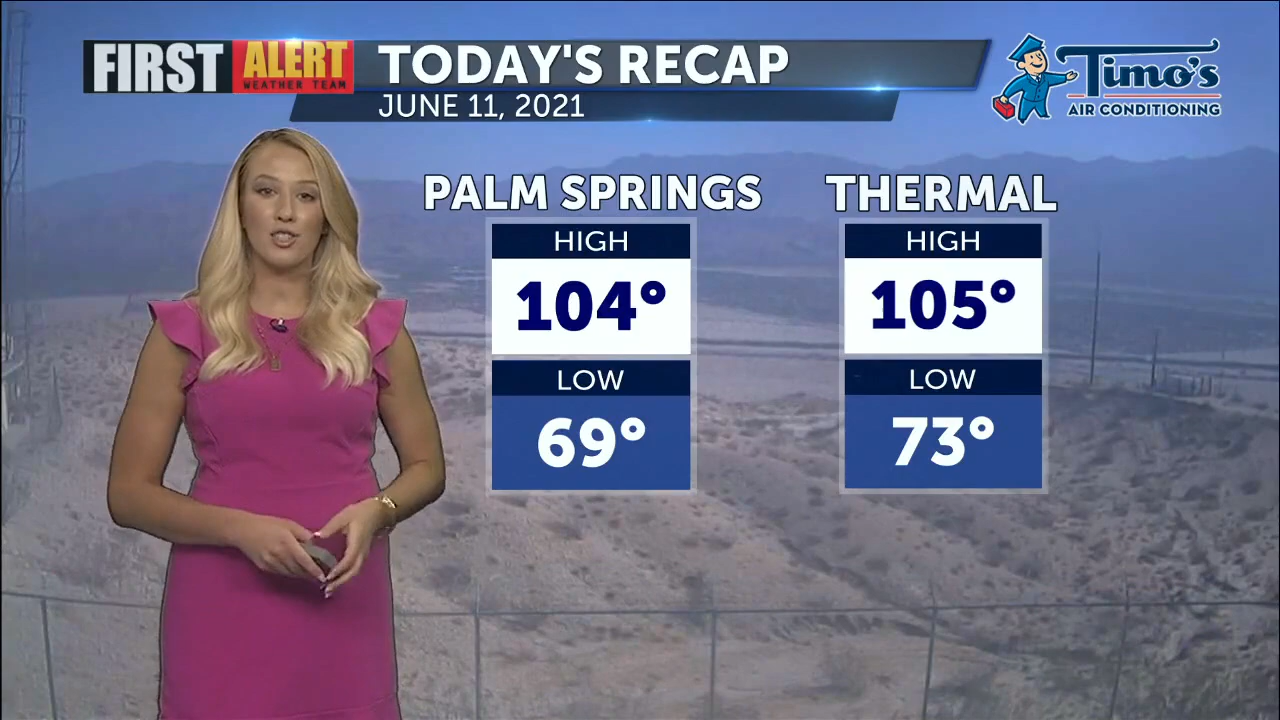 FIRST
ALERT
WEATHER TEAM
TODAY'S RECAP
JUNE 11, 2021
Timo's
AIR CONDITIONING
PALM SPRINGS
HIGH
104°
LOW
69°
THERMAL
HIGH
105°
LOW
73°